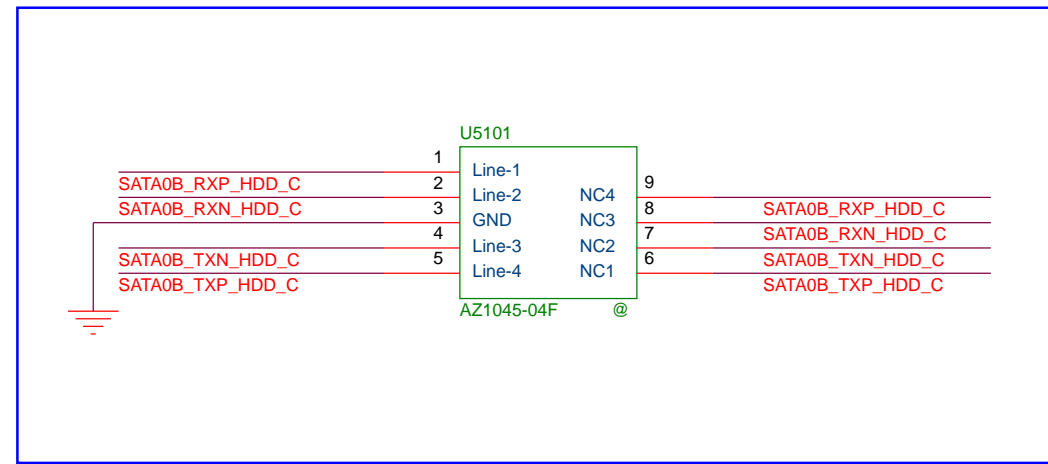 U5101
1
Line-1
SATA0B_RXP_HDD_C
2
Line-2
NC4
9
SATA0B_RXN_HDD_C
3
GND
NC3
8
SATA0B_RXP_HDD_C
4
Line-3
NC2
7
SATA0B_RXN_HDD_C
SATA0B_TXN_HDD_C
5
Line-4
NC1
6
SATA0B_TXN_HDD_C
SATA0B_TXP_HDD_C
SATA0B_TXP_HDD_C
AZ1045-04F
@